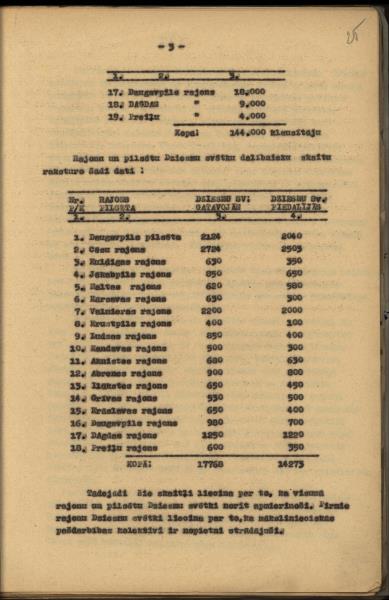 25
- 3 -
1. 2. 3.
17. Daugavpils rajons 18.000
18. DAGDAS " 9.000
19. Preiļu " 4.000
Kopā: 144.000 klausītāju
Rajonu un pilsētu Dziesmu svētku dalībnieku skaitu
raksturo šādi dati :
Nr. RAJONS DZIESMU SV: DZIESMU SV.
P/K PILSĒTA GATAVOJĀS PIEDALĪJĀS
1. 2. 3. 4.
1. Daugavpils pilsēta 2124 2040
2. Cēsu rajons 2724 2503
3. Kuldīgas rajons 630 350
4. Jēkabpils rajons 850 650
5. Maltas rajons 620 580
6. Karsavas rajons 630 300
7. Valmieras rajons 2200 2000
8. Krustpils rajons 400 100
9. Ludzas rajons 850 400
10. Kandavas rajons 500 300
11. Aknīstes rajons 680 630
12. Abrenes rajons 900 800
13. Ilūkstes rajons 650 450
14. Grīvas rajons 530 500
15. Krāslavas rajons 650 400
16. Daugavpils rajons 980 700
17. DAgdas rajons 1250 1220
18. Preiļu rajons 600 350
KOPĀ: 17768 14273
Tādejādi šie skaitļi liecina par to, ka visumā
rajonu un pilsētu Dziesmu svētki norit apmierinoši. Pirmie
rajonu Dziesmu svētki liecina par to,ka mākslinieciskās
pašdarbības kolektīvi ir nopietni strādājuši.